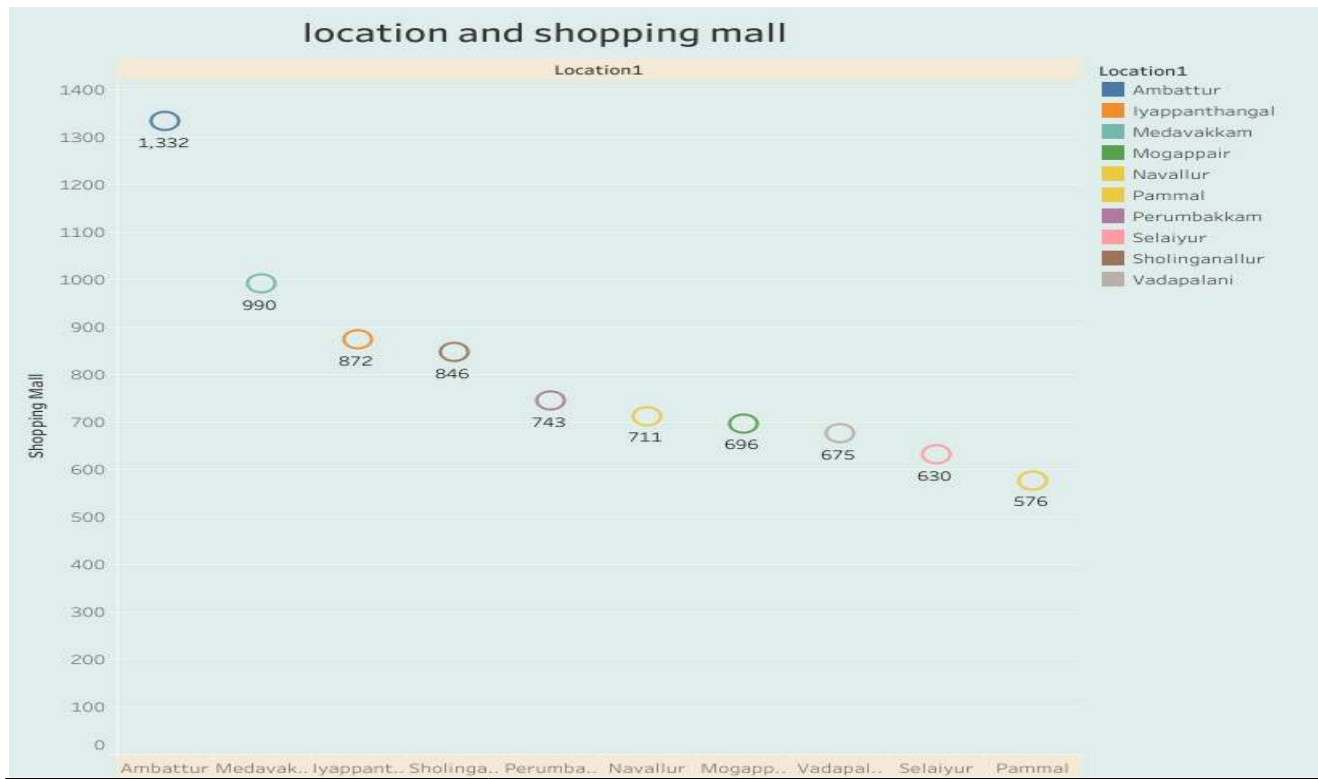 location and shopping mall
Location1
1400
1300
1200
1100
1000
900
800
700
600
500
400
300
200
100
0
Shopping Mall
1,332
990
872
846
743
711
696
675
630
576
Ambattur Medavak.. Iyappant.. Sholinga.. Perumba.. Navallur Mogapp.. Vadapal.. Selaiyur Pammal
Location1
Ambattur
Iyappanthangal
Medavakkam
Mogappair
Navallur
Pammal
Perumbakkam
Selaiyur
Sholinganallur
Vadapalani